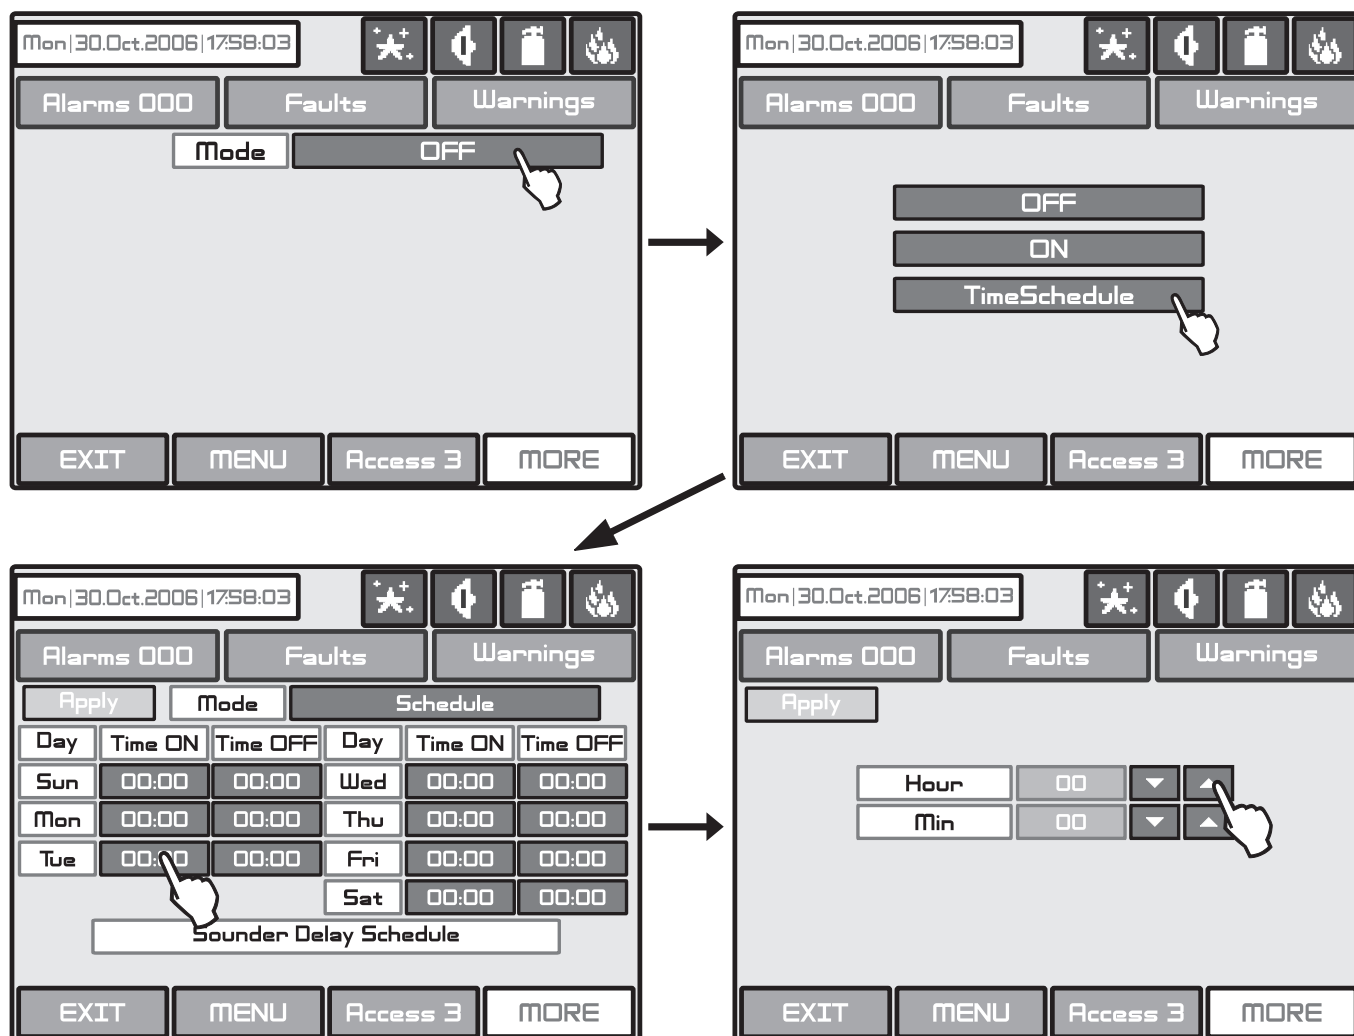 Mon|30.Oct.2006|17:58:03
Alarms 000 Faults Warnings
Mode OFF
EXIT MENU Access 3 MORE
Mon|30.Oct.2006|17:58:03
Alarms 000 Faults Warnings
OFF
ON
TimeSchedule
EXIT MENU Access 3 MORE
Mon|30.Oct.2006|17:58:03
Alarms 000 Faults Warnings
Apply Mode Schedule
Day Time ON Time OFF Day Time ON Time OFF
Sun 00:00 00:00 Wed 00:00 00:00
Mon 00:00 00:00 Thu 00:00 00:00
Tue 00:00 00:00 Fri 00:00 00:00
Sat 00:00 00:00
Sounder Delay Schedule
EXIT MENU Access 3 MORE
Mon|30.Oct.2006|17:58:03
Alarms 000 Faults Warnings
Apply
Hour 00
Min 00
EXIT MENU Access 3 MORE